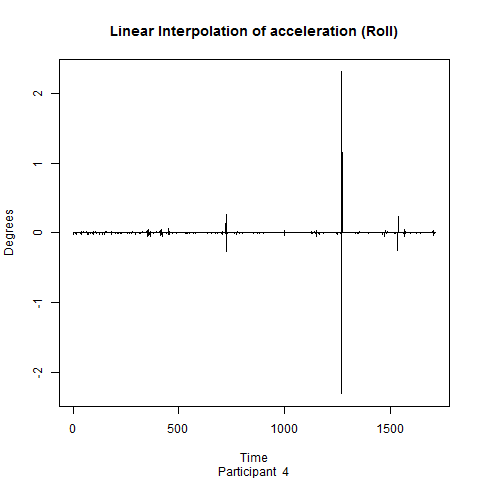 Linear Interpolation of acceleration (Roll)
2
1
0
-1
-2
Degrees
0 500 1000 1500
Time
Participant 4